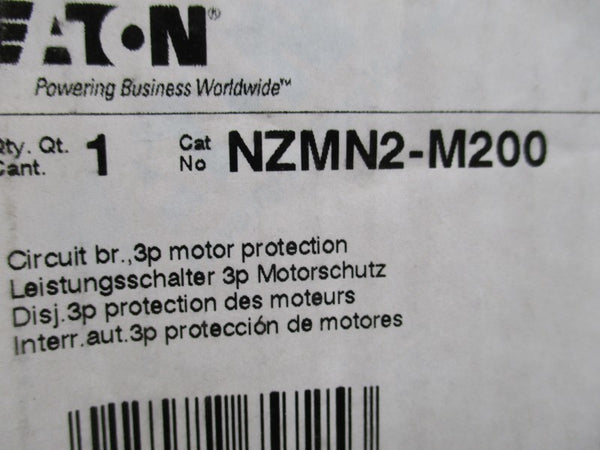 EATON®
Powering Business Worldwide™
Qty. Qt. 1 Cat NZMN2-M200
Cant. No
Circuit br.,3p motor protection
Leistungsschalter 3p Motorschutz
Disj.3p protection des moteurs
Interr.aut.3p protección de motores